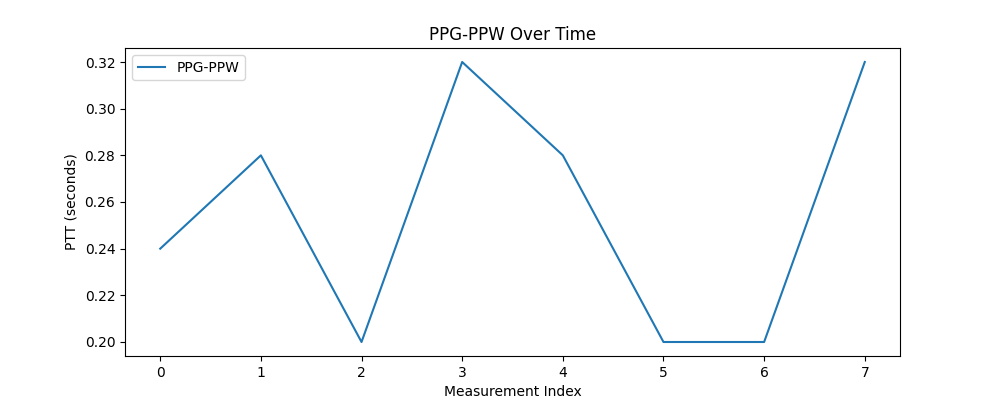 PPG-PPW Over Time
PPG-PPW
PTT (seconds)
0.32
0.30
0.28
0.26
0.24
0.22
0.20
0 1 2 3 4 5 6 7
Measurement Index